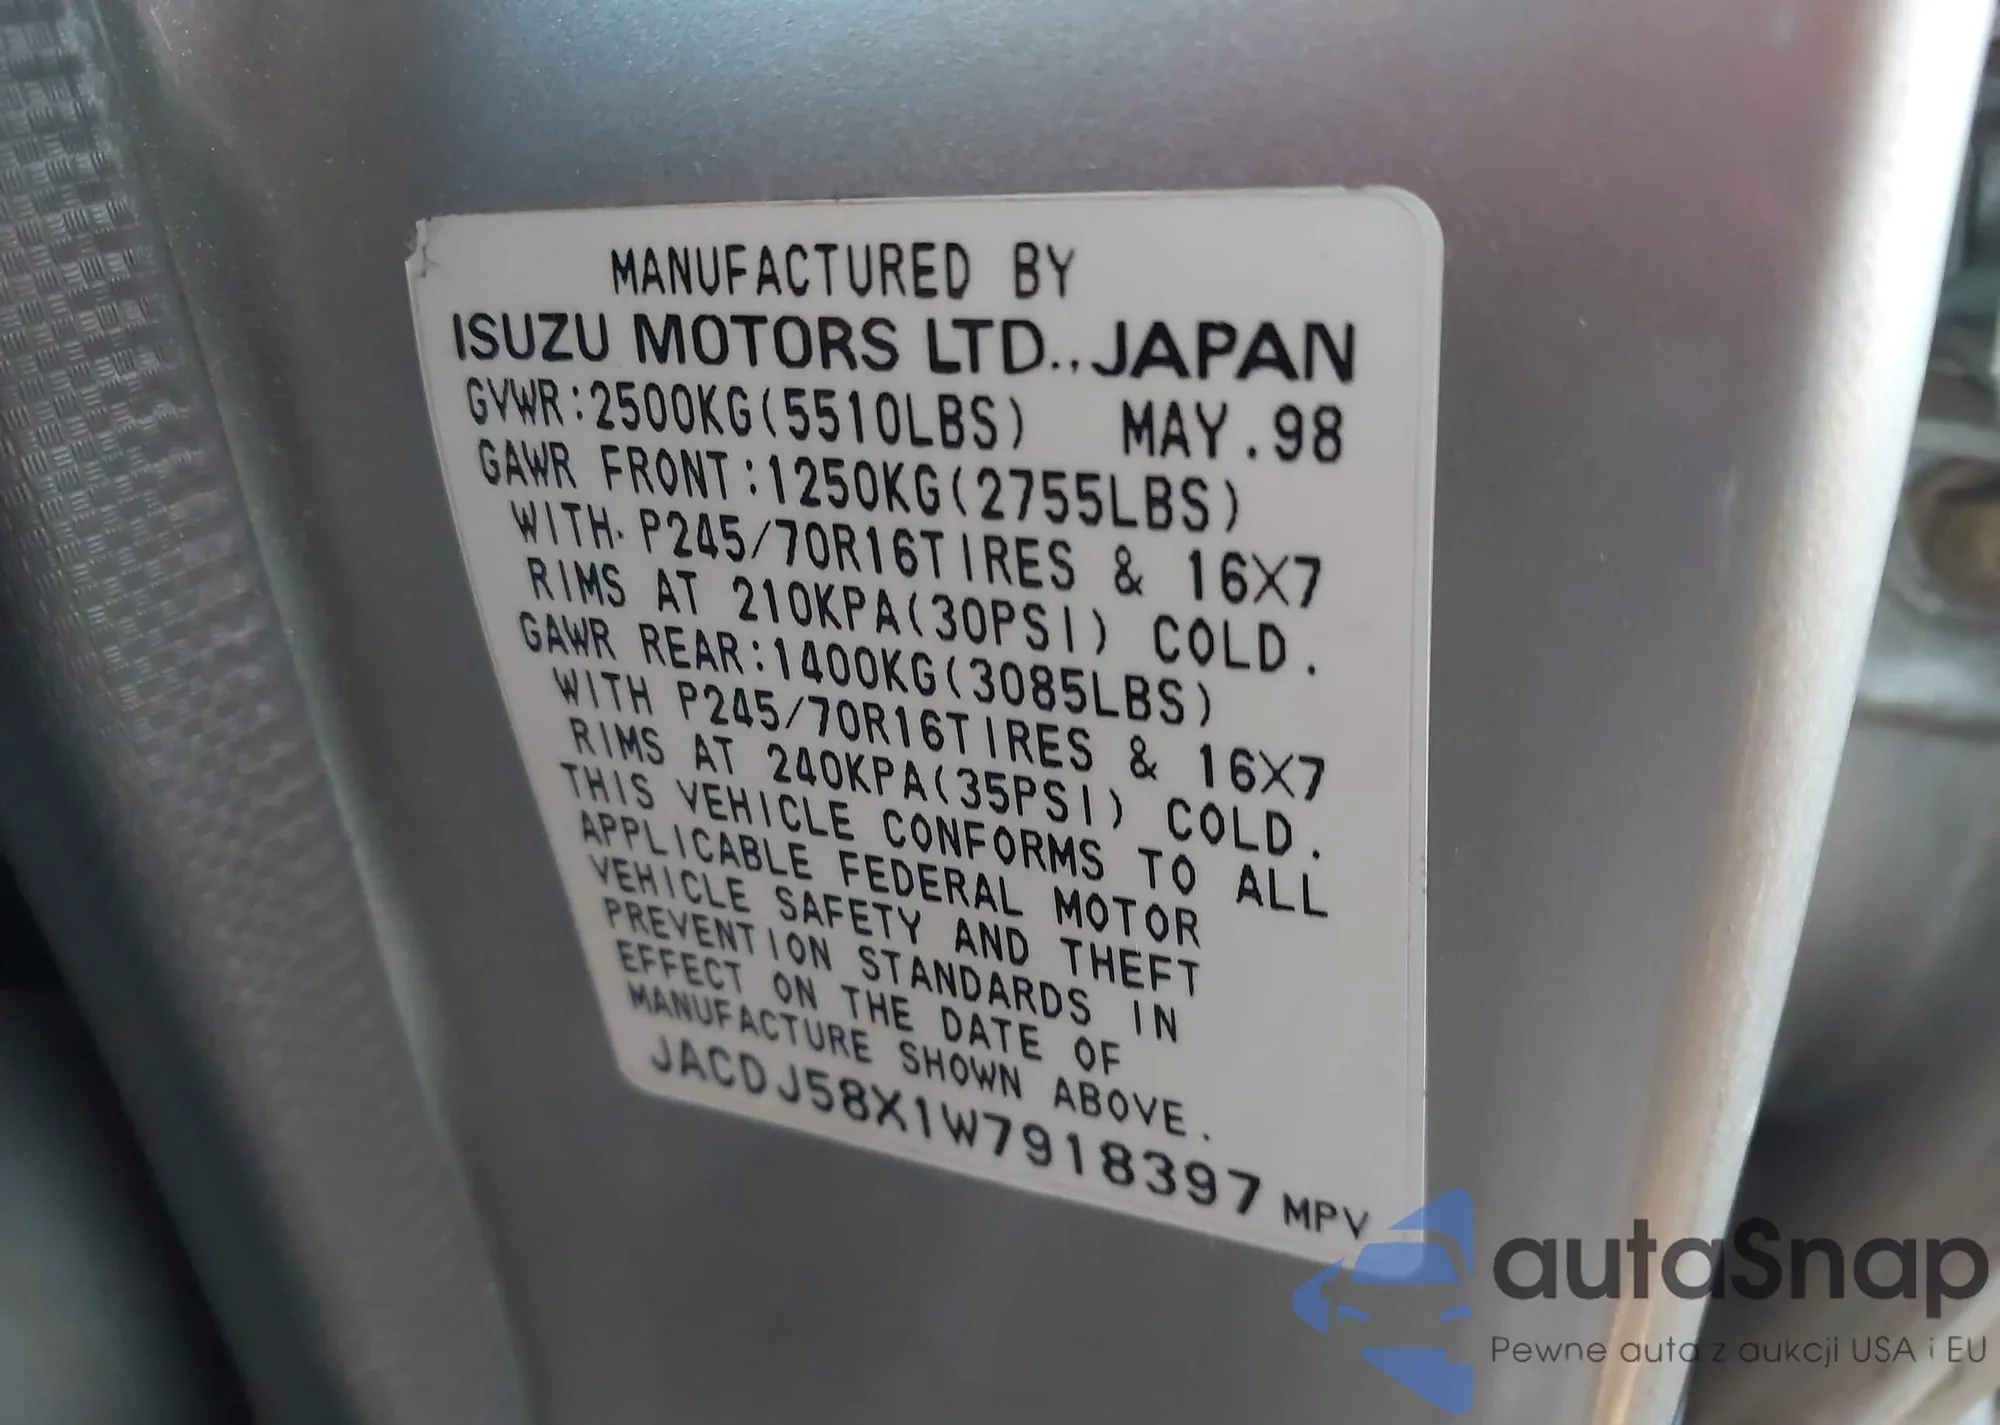 MANUFACTURED BY
ISUZU MOTORS LTD., JAPAN
GVWR:2500KG(5510LBS) MAY.98
GAWR FRONT:1250KG(2755LBS)
WITH P245/70R16TIRES & 16X7
RIMS AT 210KPA(30PSI) COLD.
GAWR REAR:1400KG(3085LBS)
WITH P245/70R16TIRES & 16X7
RIMS AT 240KPA(35PSI) COLD.
THIS VEHICLE CONFORMS TO ALL
APPLICABLE FEDERAL MOTOR
VEHICLE SAFETY AND THEFT
PREVENTION STANDARDS IN
EFFECT ON THE DATE OF
MANUFACTURE SHOWN ABOVE.
JACDJ58X1W7918397 MPV
autaSnap
Pewne auta z aukcji USA i EU